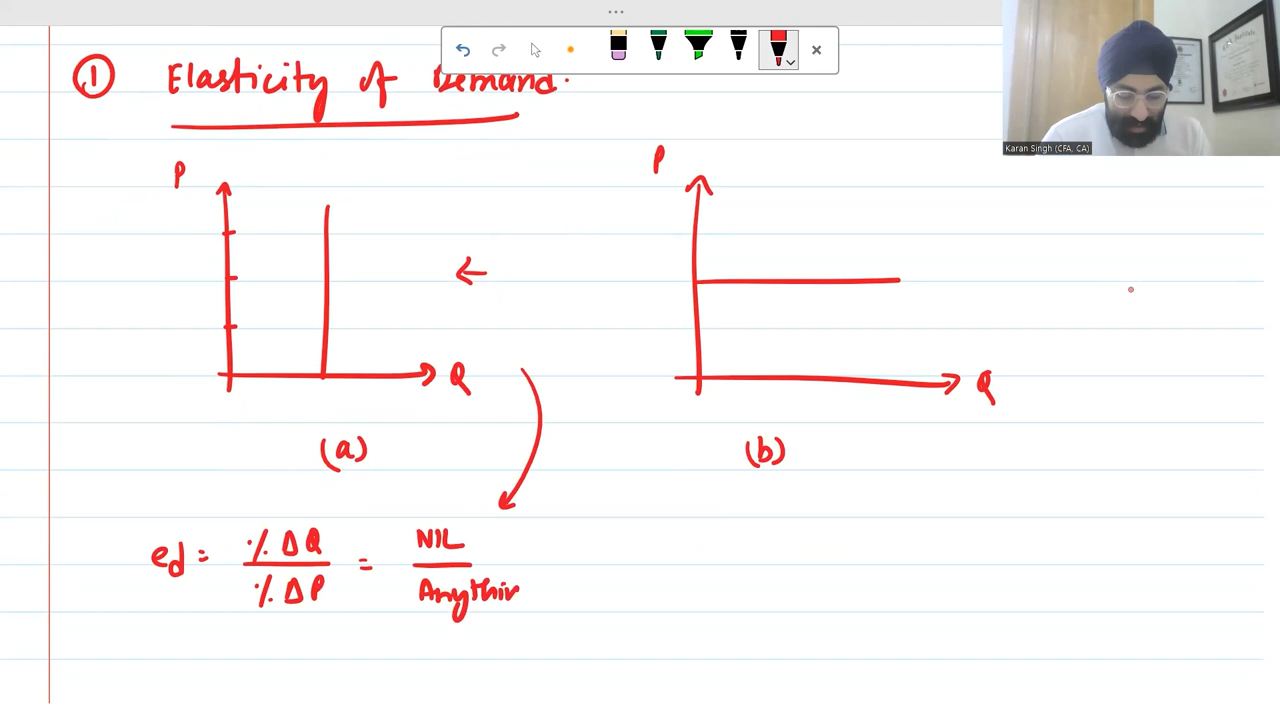 ① Elasticity of Demand.
P
Q
(a)
P
Q
(b)
ed = %ΔQ / %ΔP = NIL / Anythin
Karan Singh (CFA, CA)